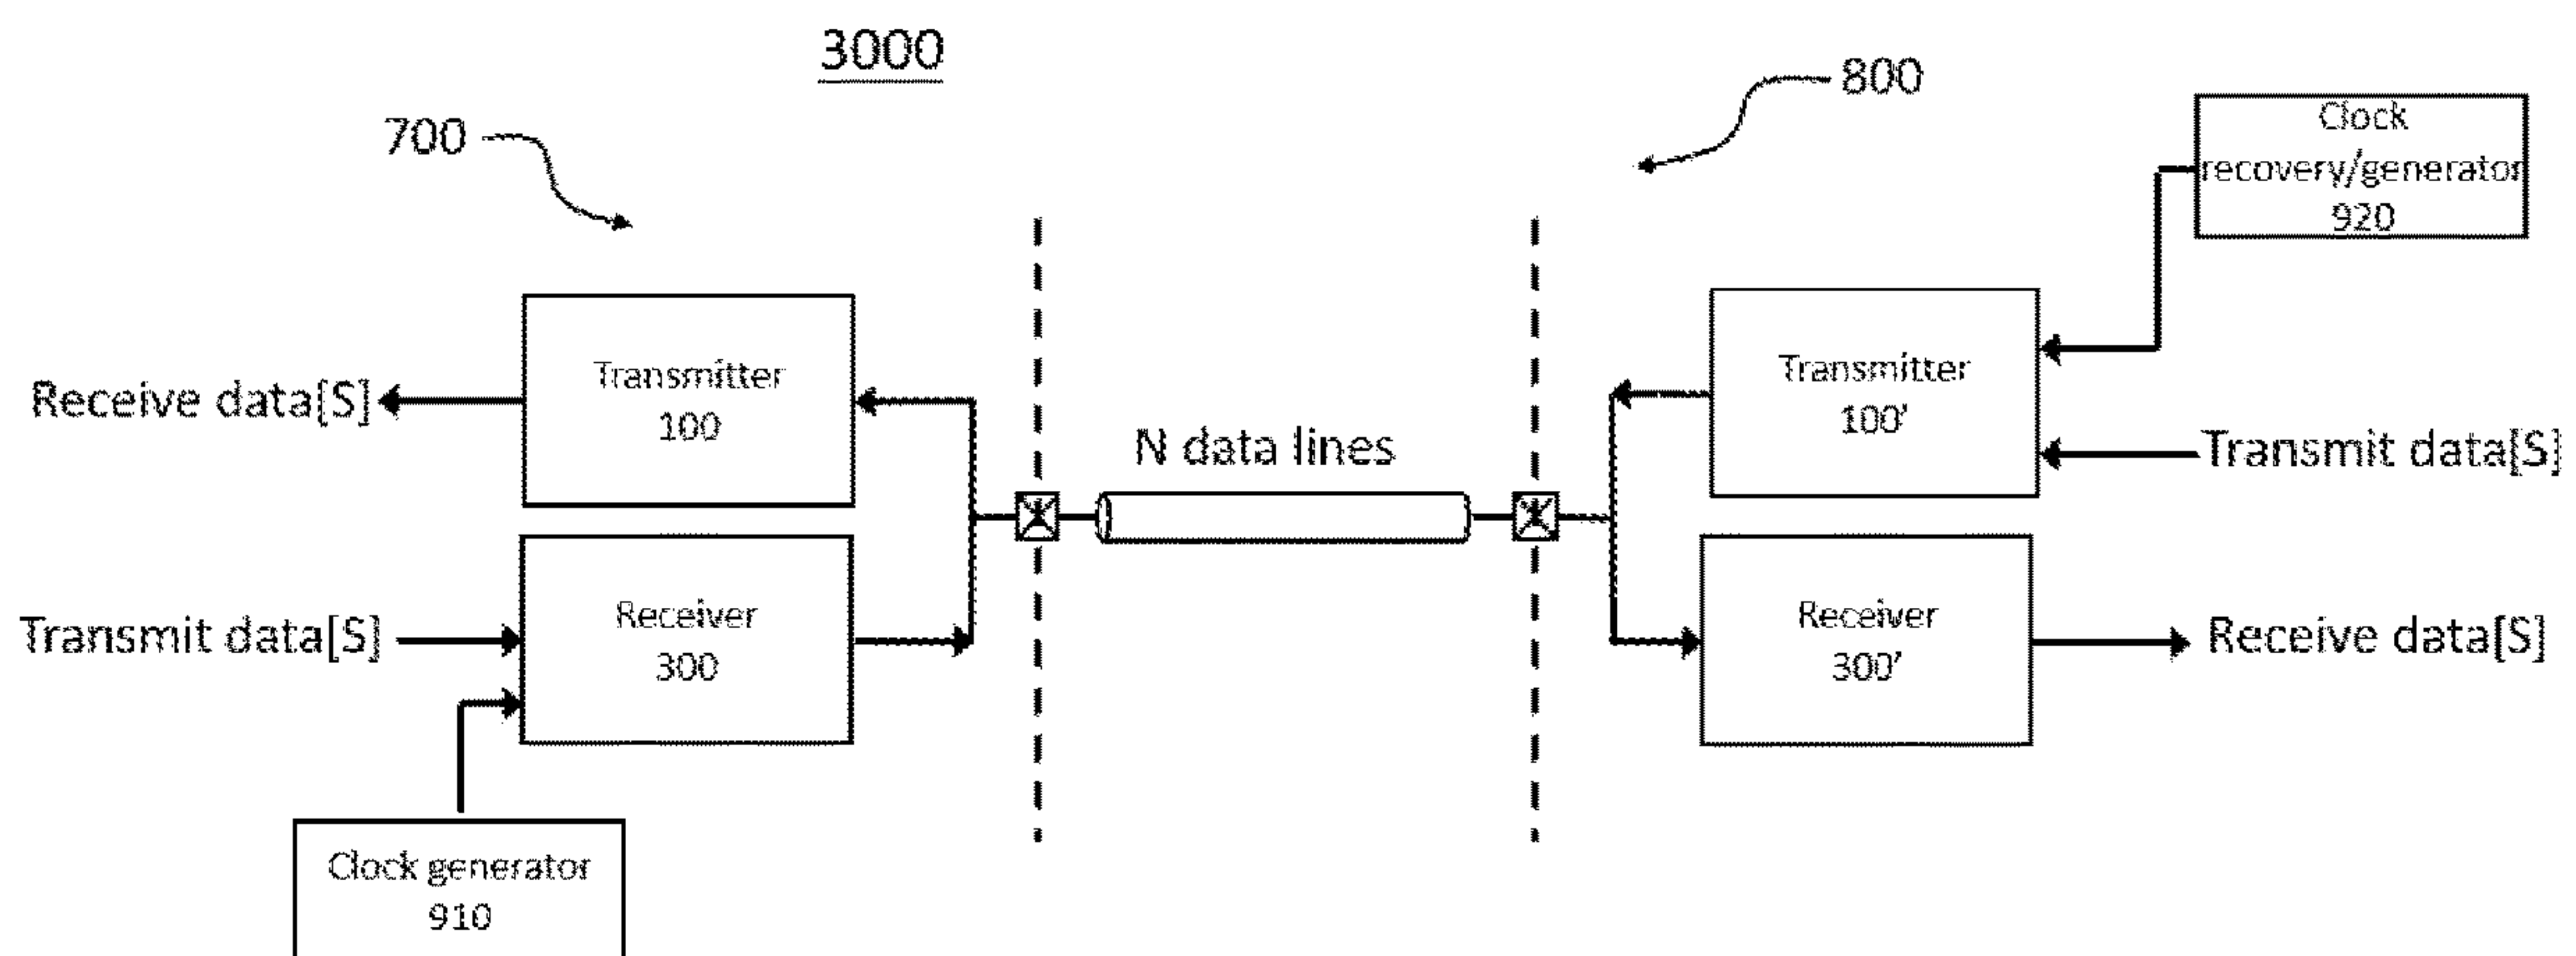 3000
700
800
Clock
recovery/generator
920
Transmitter
100
Receive data[S]
N data lines
Transmitter
100'
Transmit data[S]
Receiver
300
Transmit data[S]
Receiver
300'
Receive data[S]
Clock generator
910